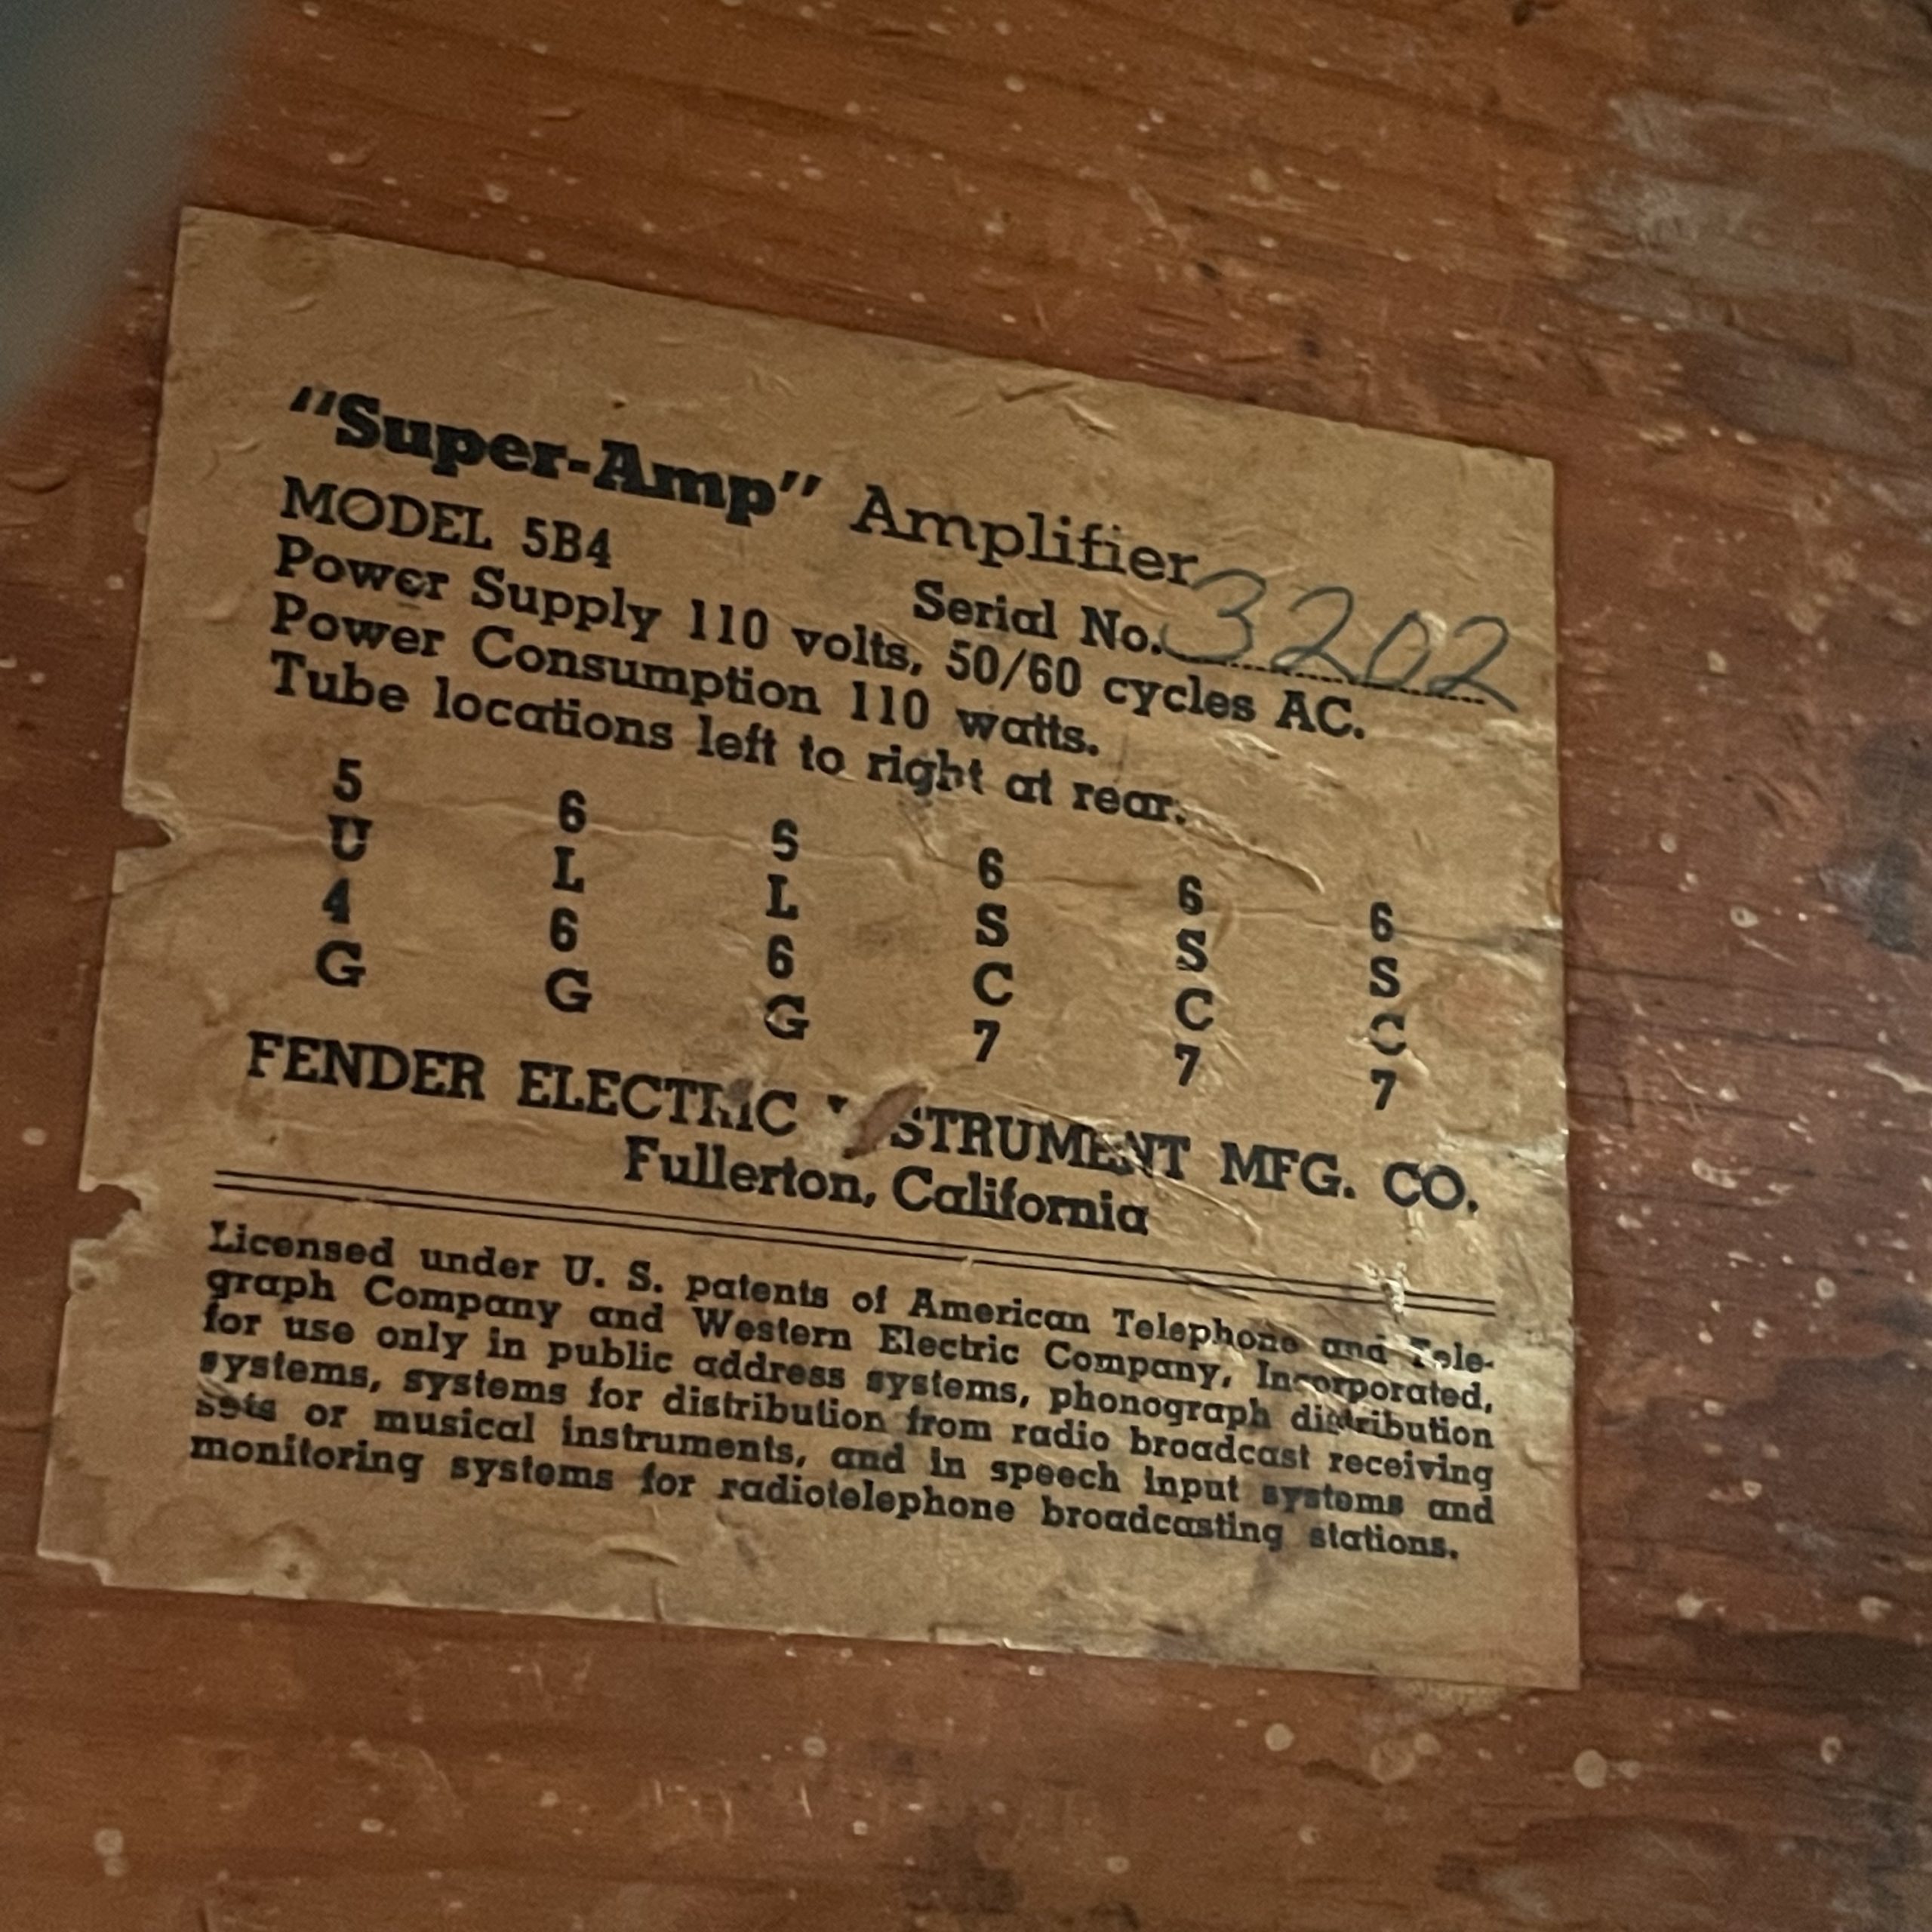 "Super-Amp" Amplifier
MODEL 5B4 Serial No. 3202
Power Supply 110 volts, 50/60 cycles AC.
Power Consumption 110 watts.
Tube locations left to right at rear.
5 6 6 6 6 6
U L L S S S
4 6 6 C C C
G G G 7 7 7
FENDER ELECTRIC MFG. CO.
Fullerton, California
Licensed under U. S. patents of American Telephone and Tele-
graph Company and Western Electric Company, Incorporated,
for use only in public address systems, phonograph distribution
systems, systems for distribution from radio broadcast receiving
sets or musical instruments, and in speech input systems and
monitoring systems for radiotelephone broadcasting stations.